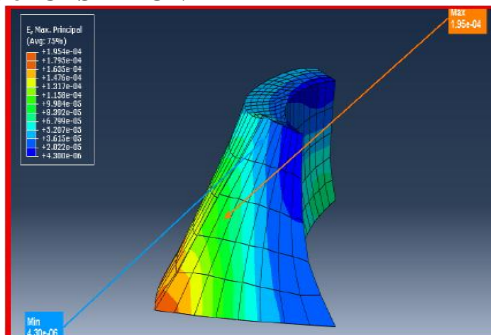 E, Max. Principal
(Avg: 75%)
+1.954e-04
+1.795e-04
+1.635e-04
+1.476e-04
+1.317e-04
+1.158e-04
+9.984e-05
+8.392e-05
+6.799e-05
+5.207e-05
+3.615e-05
+2.022e-05
+4.300e-06
Max
1.95e-04
Min
4.30e-06